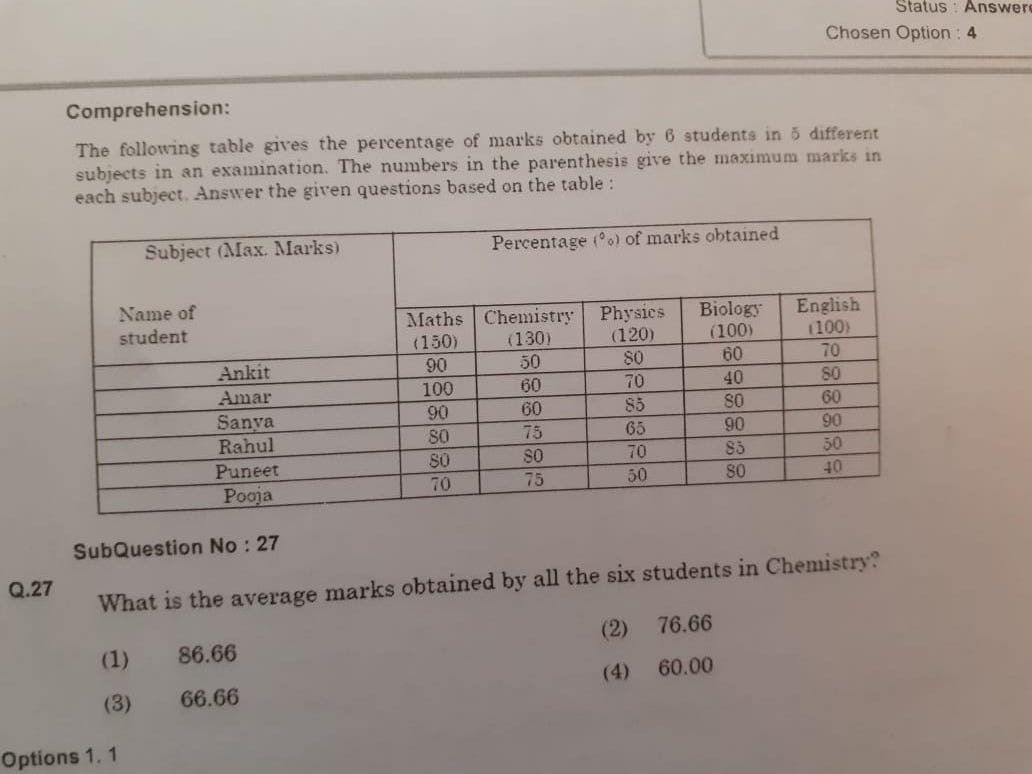 Status : Answere
Chosen Option : 4
Comprehension:
The following table gives the percentage of marks obtained by 6 students in 5 different
subjects in an examination. The numbers in the parenthesis give the maximum marks in
each subject. Answer the given questions based on the table :
Subject (Max. Marks) Percentage (%) of marks obtained
Name of student Maths (150) Chemistry (130) Physics (120) Biology (100) English (100)
Ankit 90 50 80 60 70
Amar 100 60 70 40 80
Sanya 90 60 85 80 60
Rahul 80 75 65 90 90
Puneet 80 80 70 85 50
Pooja 70 75 50 80 40
SubQuestion No : 27
Q.27 What is the average marks obtained by all the six students in Chemistry?
(1) 86.66 (2) 76.66
(3) 66.66 (4) 60.00
Options 1. 1